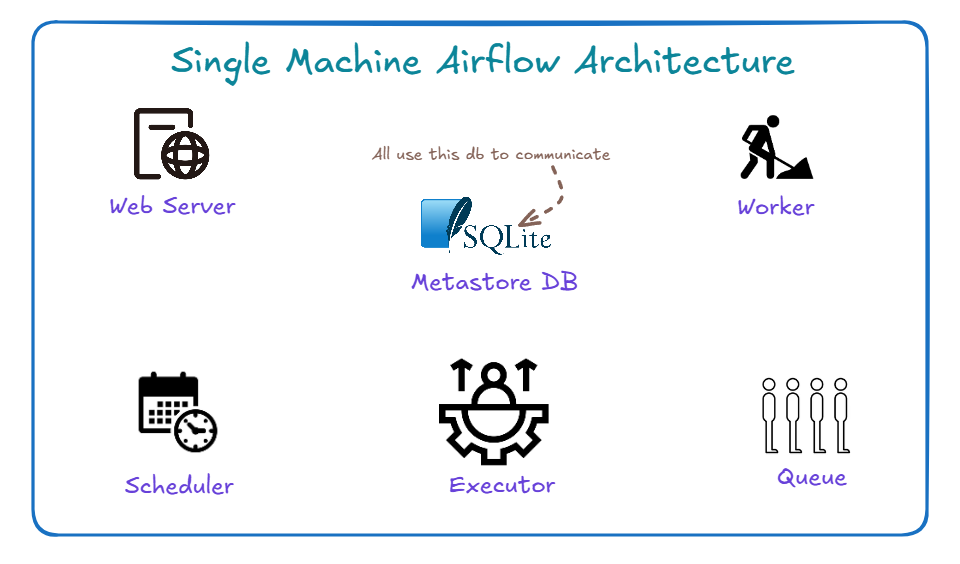 Single Machine Airflow Architecture
All use this db to communicate
Web Server
SQLite
Worker
Metastore DB
Scheduler
Executor
Queue